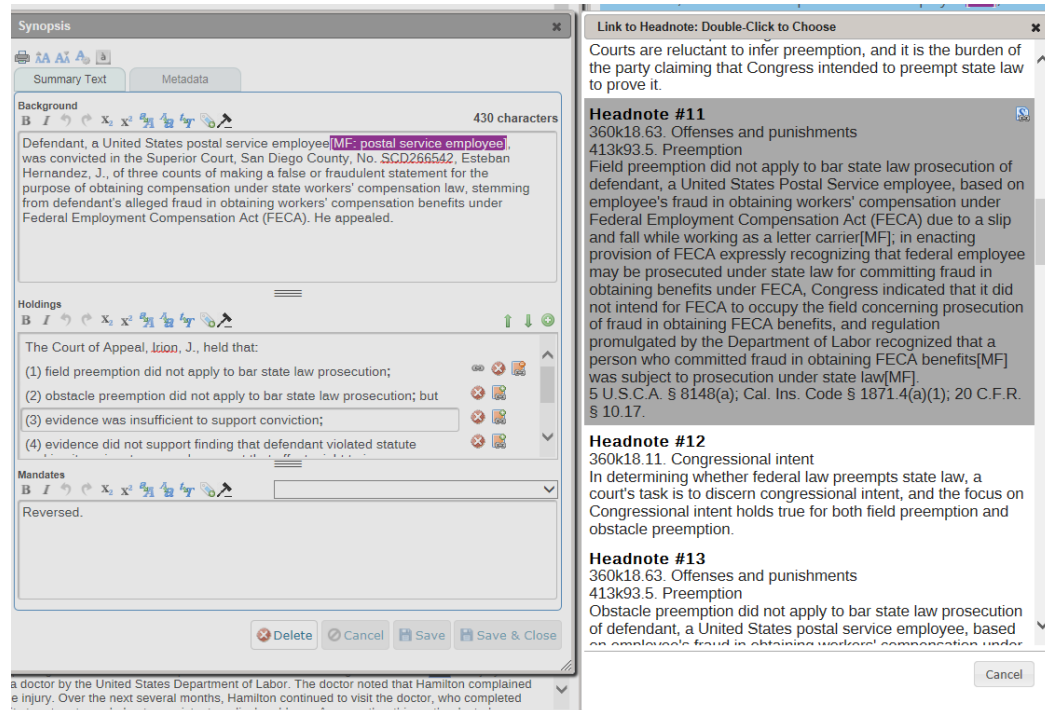 Synopsis
Summary Text
Metadata
Background
B I X₂ X²
430 characters
Defendant, a United States postal service employee[MF: postal service employee],
was convicted in the Superior Court, San Diego County, No. SCD266542, Esteban
Hernandez, J., of three counts of making a false or fraudulent statement for the
purpose of obtaining compensation under state workers' compensation law, stemming
from defendant's alleged fraud in obtaining workers' compensation benefits under
Federal Employment Compensation Act (FECA). He appealed.
Holdings
B I X₂ X²
The Court of Appeal, Irion, J., held that:
(1) field preemption did not apply to bar state law prosecution;
(2) obstacle preemption did not apply to bar state law prosecution; but
(3) evidence was insufficient to support conviction;
(4) evidence did not support finding that defendant violated statute
Mandates
B I X₂ X²
Reversed.
Delete
Cancel
Save
Save & Close
a doctor by the United States Department of Labor. The doctor noted that Hamilton complained
e injury. Over the next several months, Hamilton continued to visit the doctor, who completed
Link to Headnote: Double-Click to Choose
Courts are reluctant to infer preemption, and it is the burden of
the party claiming that Congress intended to preempt state law
to prove it.
Headnote #11
360k18.63. Offenses and punishments
413k93.5. Preemption
Field preemption did not apply to bar state law prosecution of
defendant, a United States Postal Service employee, based on
employee's fraud in obtaining workers' compensation under
Federal Employment Compensation Act (FECA) due to a slip
and fall while working as a letter carrier[MF]; in enacting
provision of FECA expressly recognizing that federal employee
may be prosecuted under state law for committing fraud in
obtaining benefits under FECA, Congress indicated that it did
not intend for FECA to occupy the field concerning prosecution
of fraud in obtaining FECA benefits, and regulation
promulgated by the Department of Labor recognized that a
person who committed fraud in obtaining FECA benefits[MF]
was subject to prosecution under state law[MF].
5 U.S.C.A. § 8148(a); Cal. Ins. Code § 1871.4(a)(1); 20 C.F.R.
§ 10.17.
Headnote #12
360k18.11. Congressional intent
In determining whether federal law preempts state law, a
court's task is to discern congressional intent, and the focus on
Congressional intent holds true for both field preemption and
obstacle preemption.
Headnote #13
360k18.63. Offenses and punishments
413k93.5. Preemption
Obstacle preemption did not apply to bar state law prosecution
of defendant, a United States postal service employee, based
on employee's fraud in obtaining workers' compensation under
Cancel